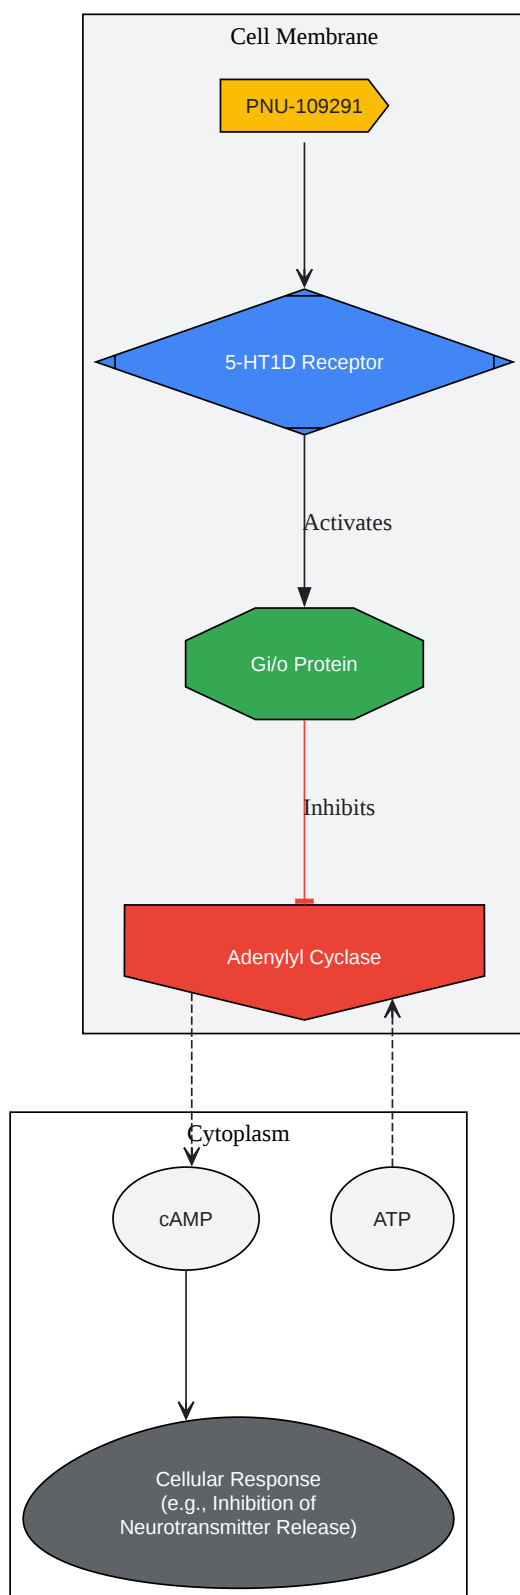 Cell Membrane
PNU-109291
5-HT1D Receptor
Activates
Gi/o Protein
Inhibits
Adenylyl Cyclase
Cytoplasm
cAMP
ATP
Cellular Response
(e.g., Inhibition of
Neurotransmitter Release)